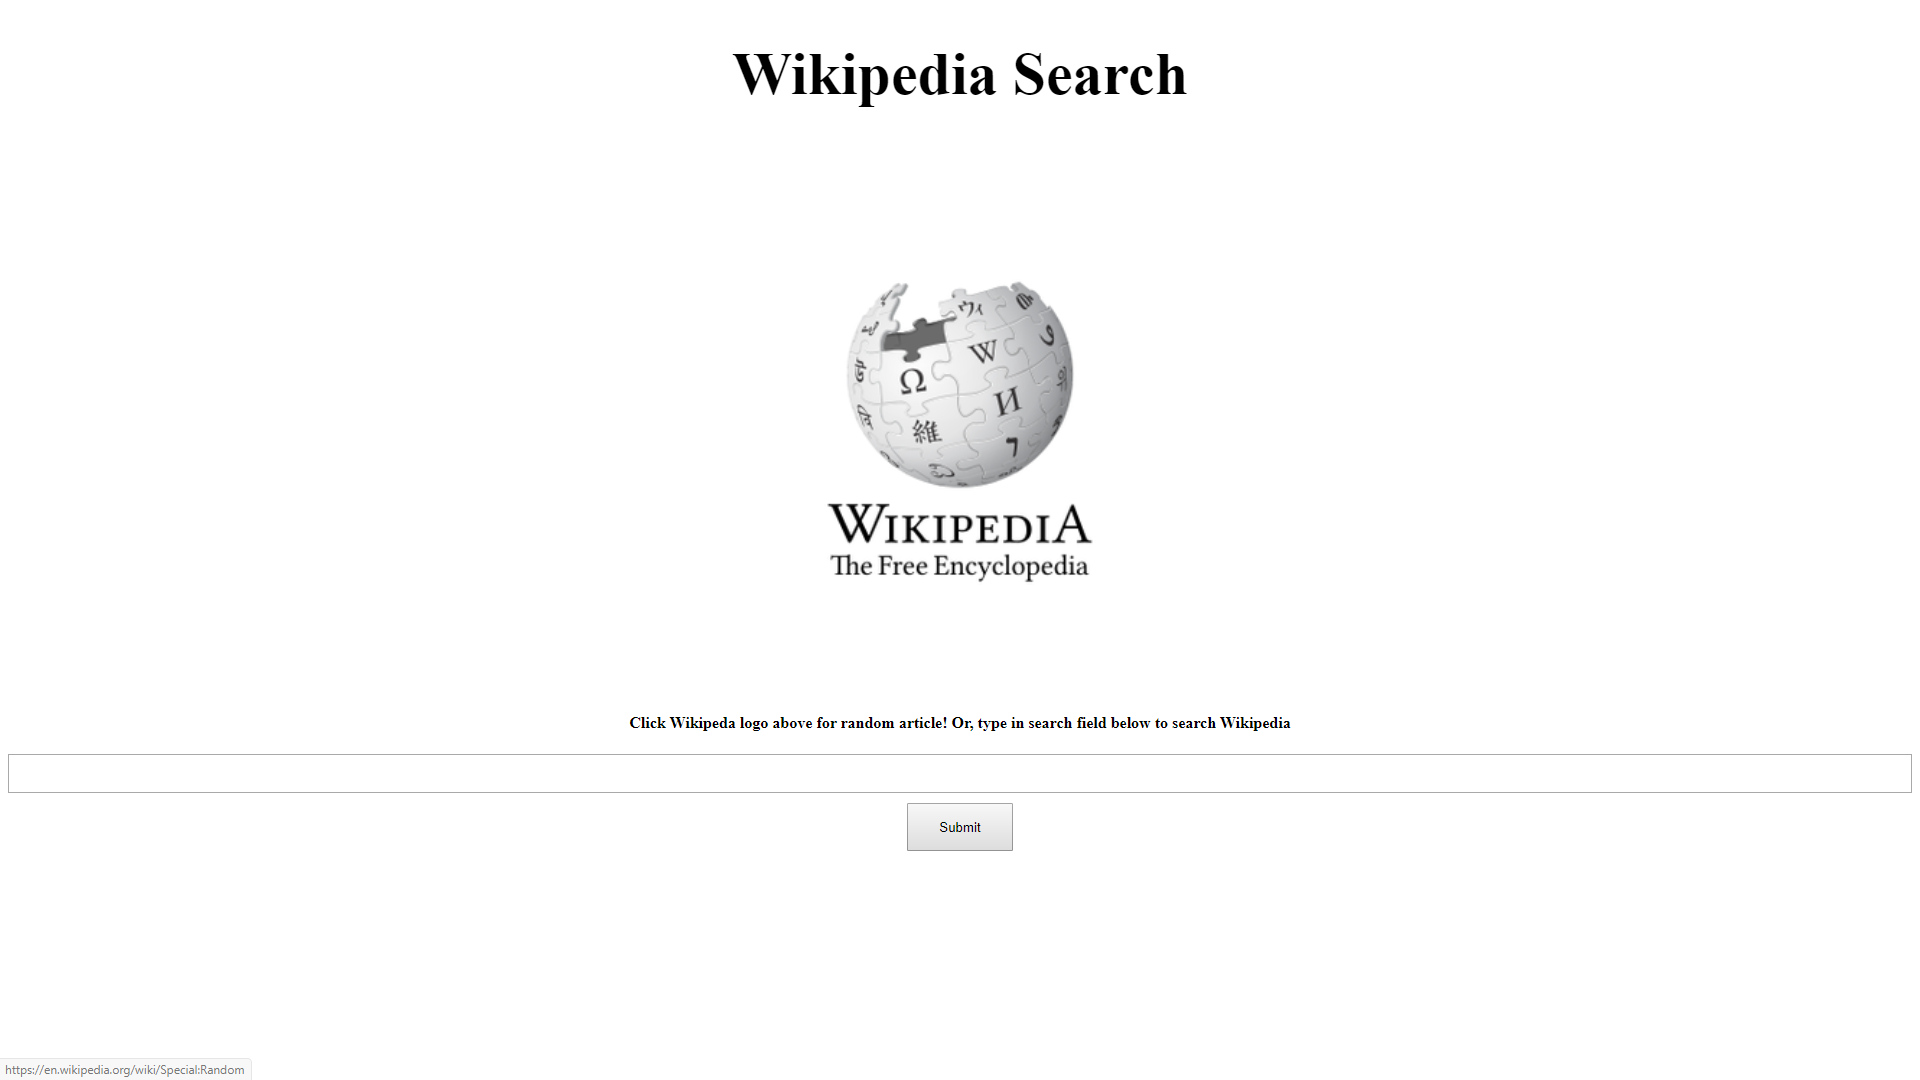 Wikipedia Search
ウィ
W
Ω
И
維
ר
WIKIPEDIA
The Free Encyclopedia
Click Wikipeda logo above for random article! Or, type in search field below to search Wikipedia
Submit
https://en.wikipedia.org/wiki/Special:Random